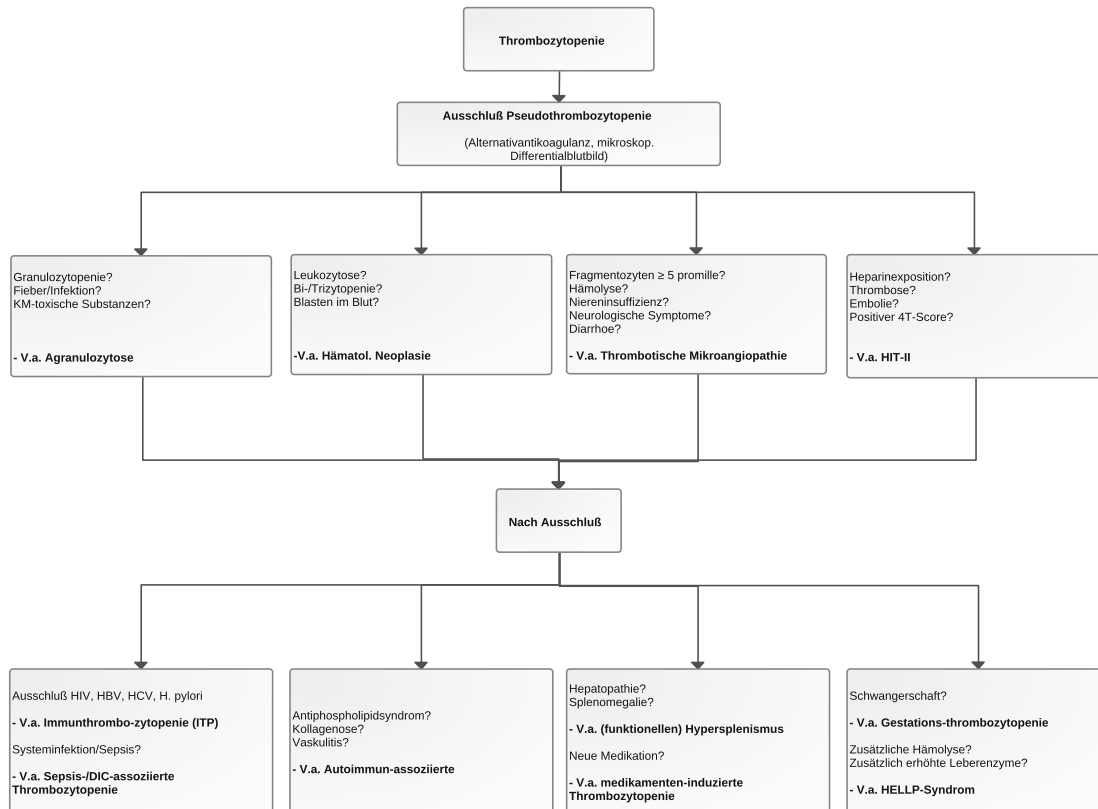 Thrombozytopenie
Ausschluß Pseudothrombozytopenie
(Alternativantikoagulanz, mikroskop.
Differentialblutbild)
Granulozytopenie?
Fieber/Infektion?
KM-toxische Substanzen?
- V.a. Agranulozytose
Leukozytose?
Bi-/Trizytopenie?
Blasten im Blut?
-V.a. Hämatol. Neoplasie
Fragmentozyten ≥ 5 promille?
Hämolyse?
Niereninsuffizienz?
Neurologische Symptome?
Diarrhoe?
- V.a. Thrombotische Mikroangiopathie
Heparinexposition?
Thrombose?
Embolie?
Positiver 4T-Score?
- V.a. HIT-II
Nach Ausschluß
Ausschluß HIV, HBV, HCV, H. pylori
- V.a. Immunthrombo-zytopenie (ITP)
Systeminfektion/Sepsis?
- V.a. Sepsis-/DIC-assoziierte
Thrombozytopenie
Antiphospholipidsyndrom?
Kollagenose?
Vaskulitis?
- V.a. Autoimmun-assoziierte
Hepatopathie?
Splenomegalie?
- V.a. (funktionellen) Hypersplenismus
Neue Medikation?
- V.a. medikamenten-induzierte
Thrombozytopenie
Schwangerschaft?
- V.a. Gestations-thrombozytopenie
Zusätzliche Hämolyse?
Zusätzlich erhöhte Leberenzyme?
- V.a. HELLP-Syndrom